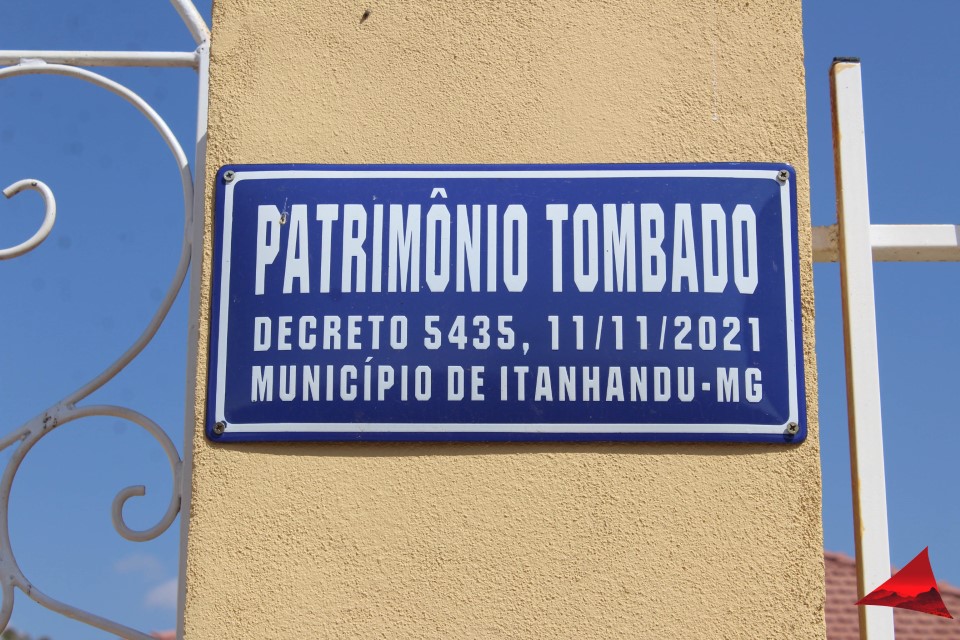 PATRIMÔNIO TOMBADO
DECRETO 5435, 11/11/2021
MUNICÍPIO DE ITANHANDU-MG